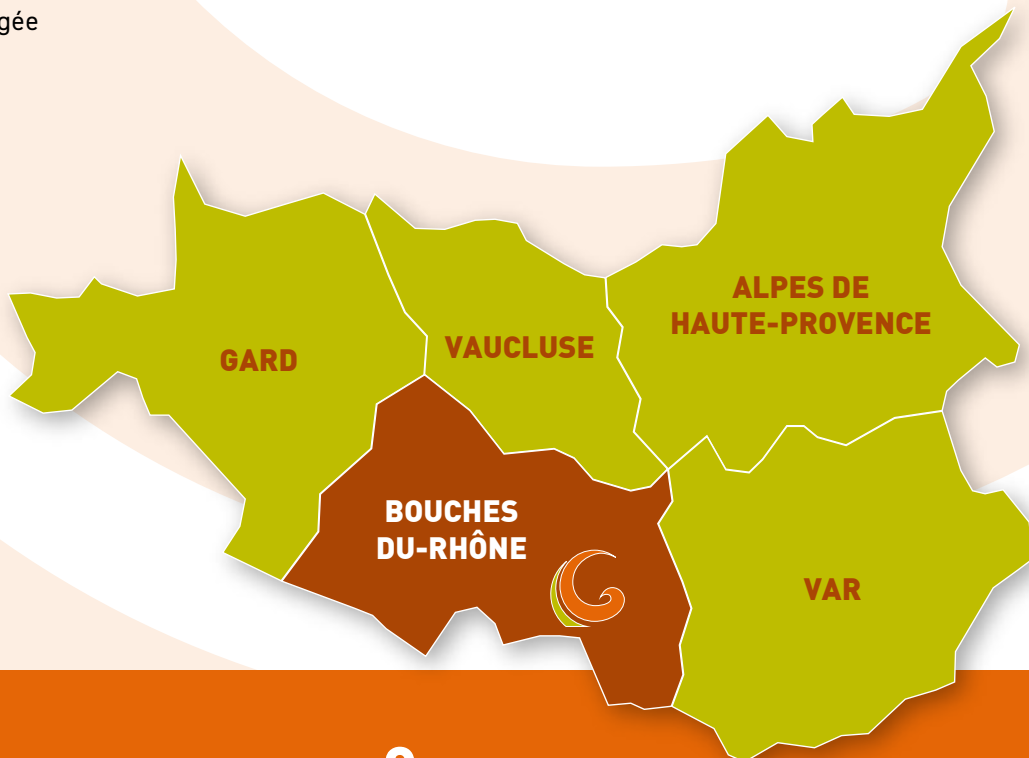 gée
ALPES DE
HAUTE-PROVENCE
VAUCLUSE
GARD
BOUCHES
DU-RHÔNE
VAR